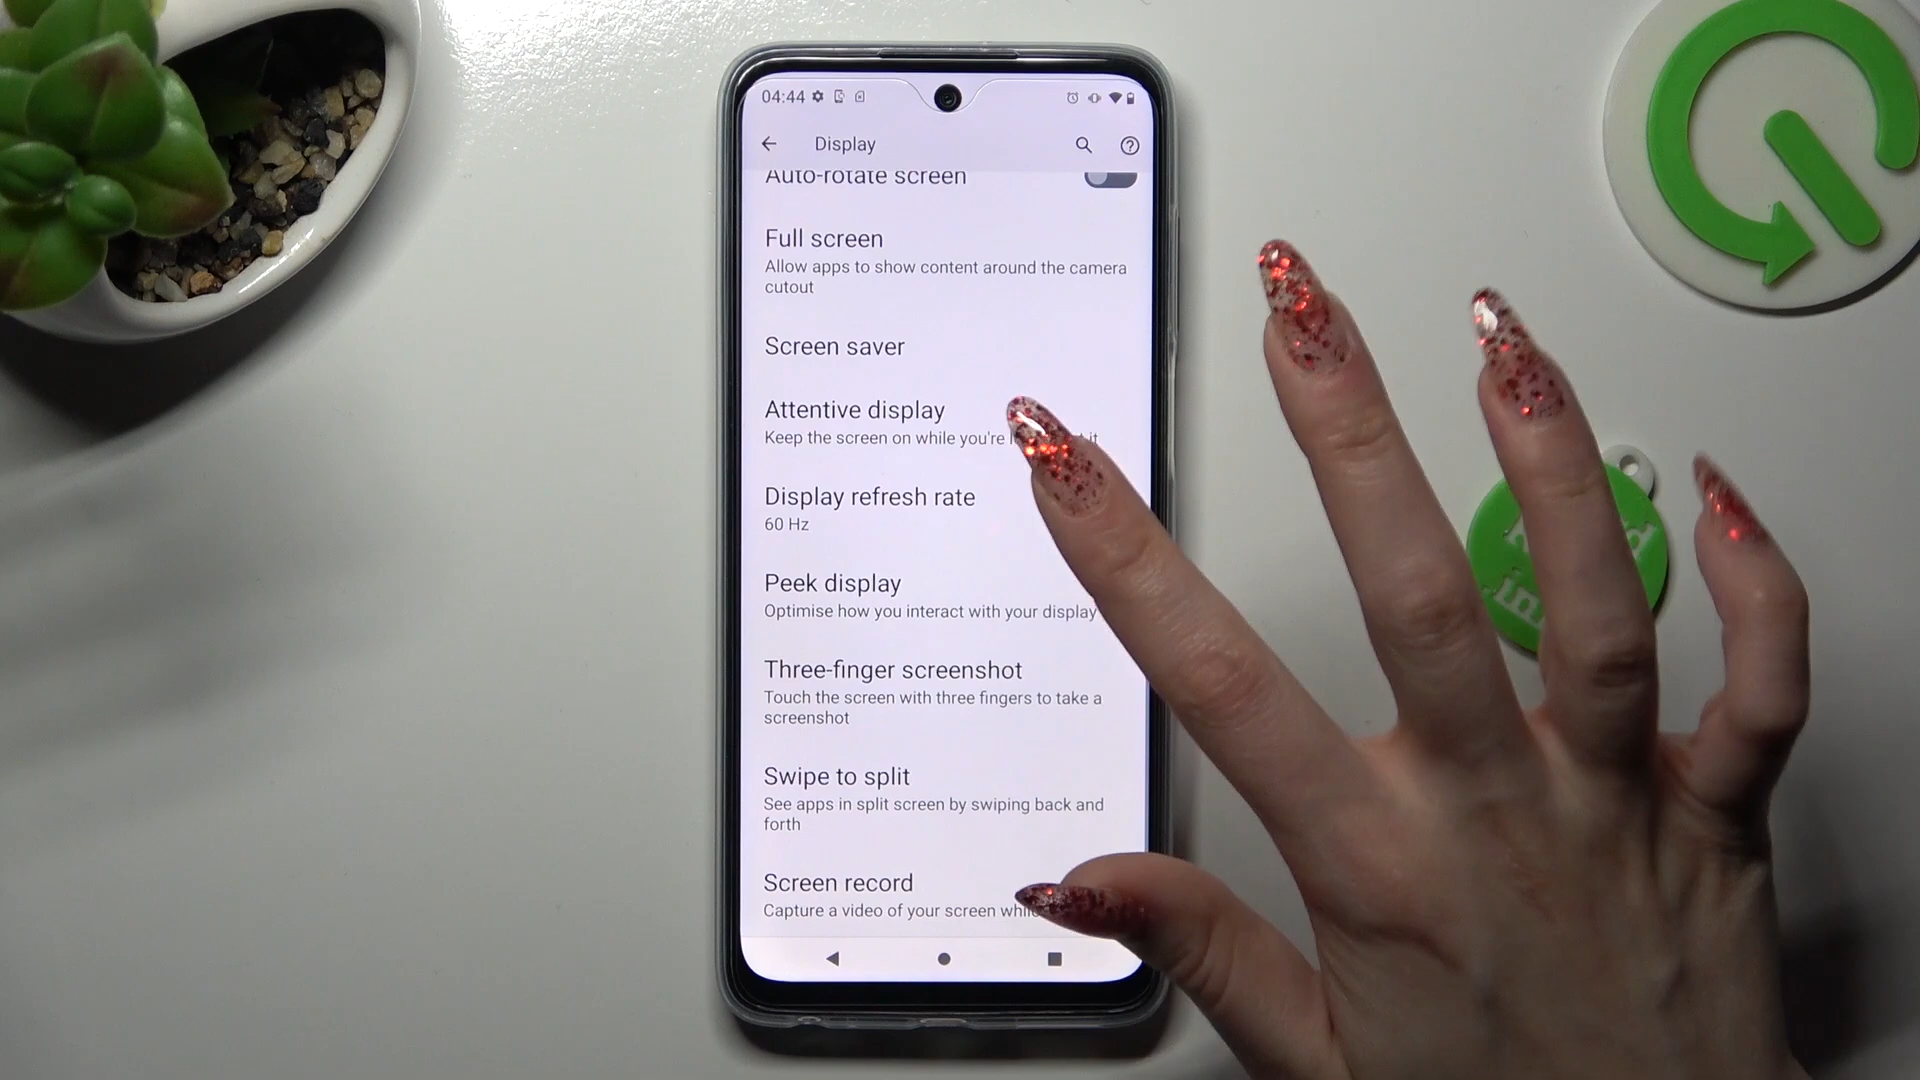 04:44
Display
Auto-rotate screen
Full screen
Allow apps to show content around the camera
cutout
Screen saver
Attentive display
Keep the screen on while you're it
Display refresh rate
60 Hz
Peek display
Optimise how you interact with your display
Three-finger screenshot
Touch the screen with three fingers to take a
screenshot
Swipe to split
See apps in split screen by swiping back and
forth
Screen record
Capture a video of your screen